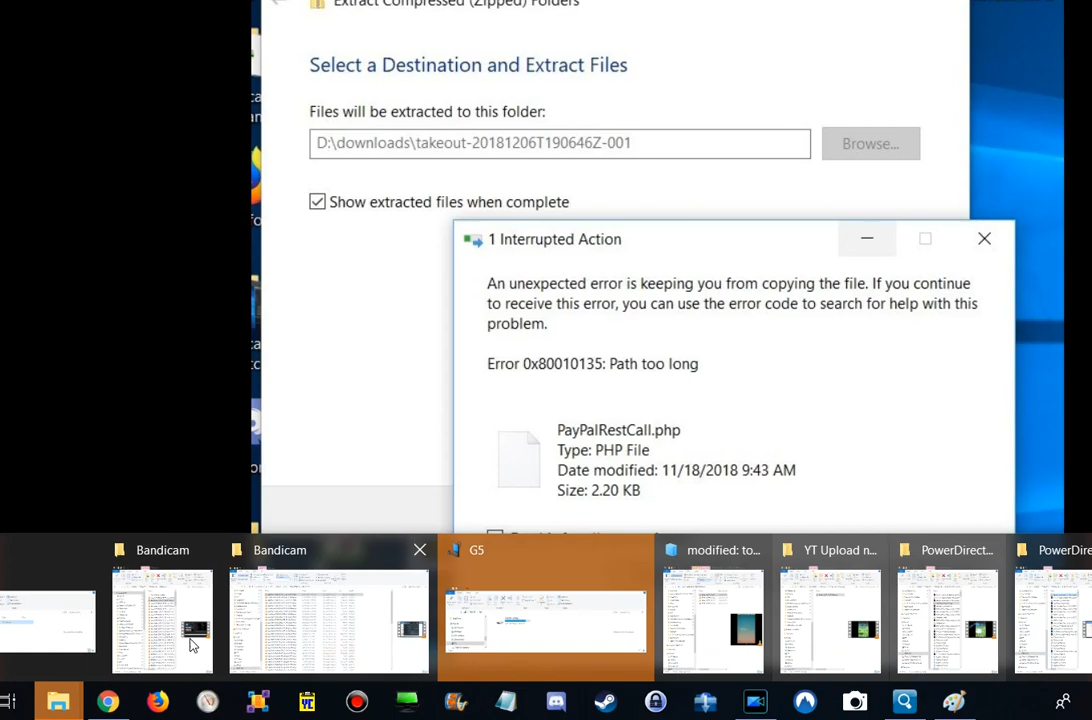 Extract Compressed (Zipped) Folders
Select a Destination and Extract Files
Files will be extracted to this folder:
D:\downloads\takeout-20181206T190646Z-001
Browse...
Show extracted files when complete
1 Interrupted Action
An unexpected error is keeping you from copying the file. If you continue
to receive this error, you can use the error code to search for help with this
problem.
Error 0x80010135: Path too long
PayPalRestCall.php
Type: PHP File
Date modified: 11/18/2018 9:43 AM
Size: 2.20 KB
Bandicam
Bandicam
G5
modified: to...
YT Upload n...
PowerDirect...
PowerDire